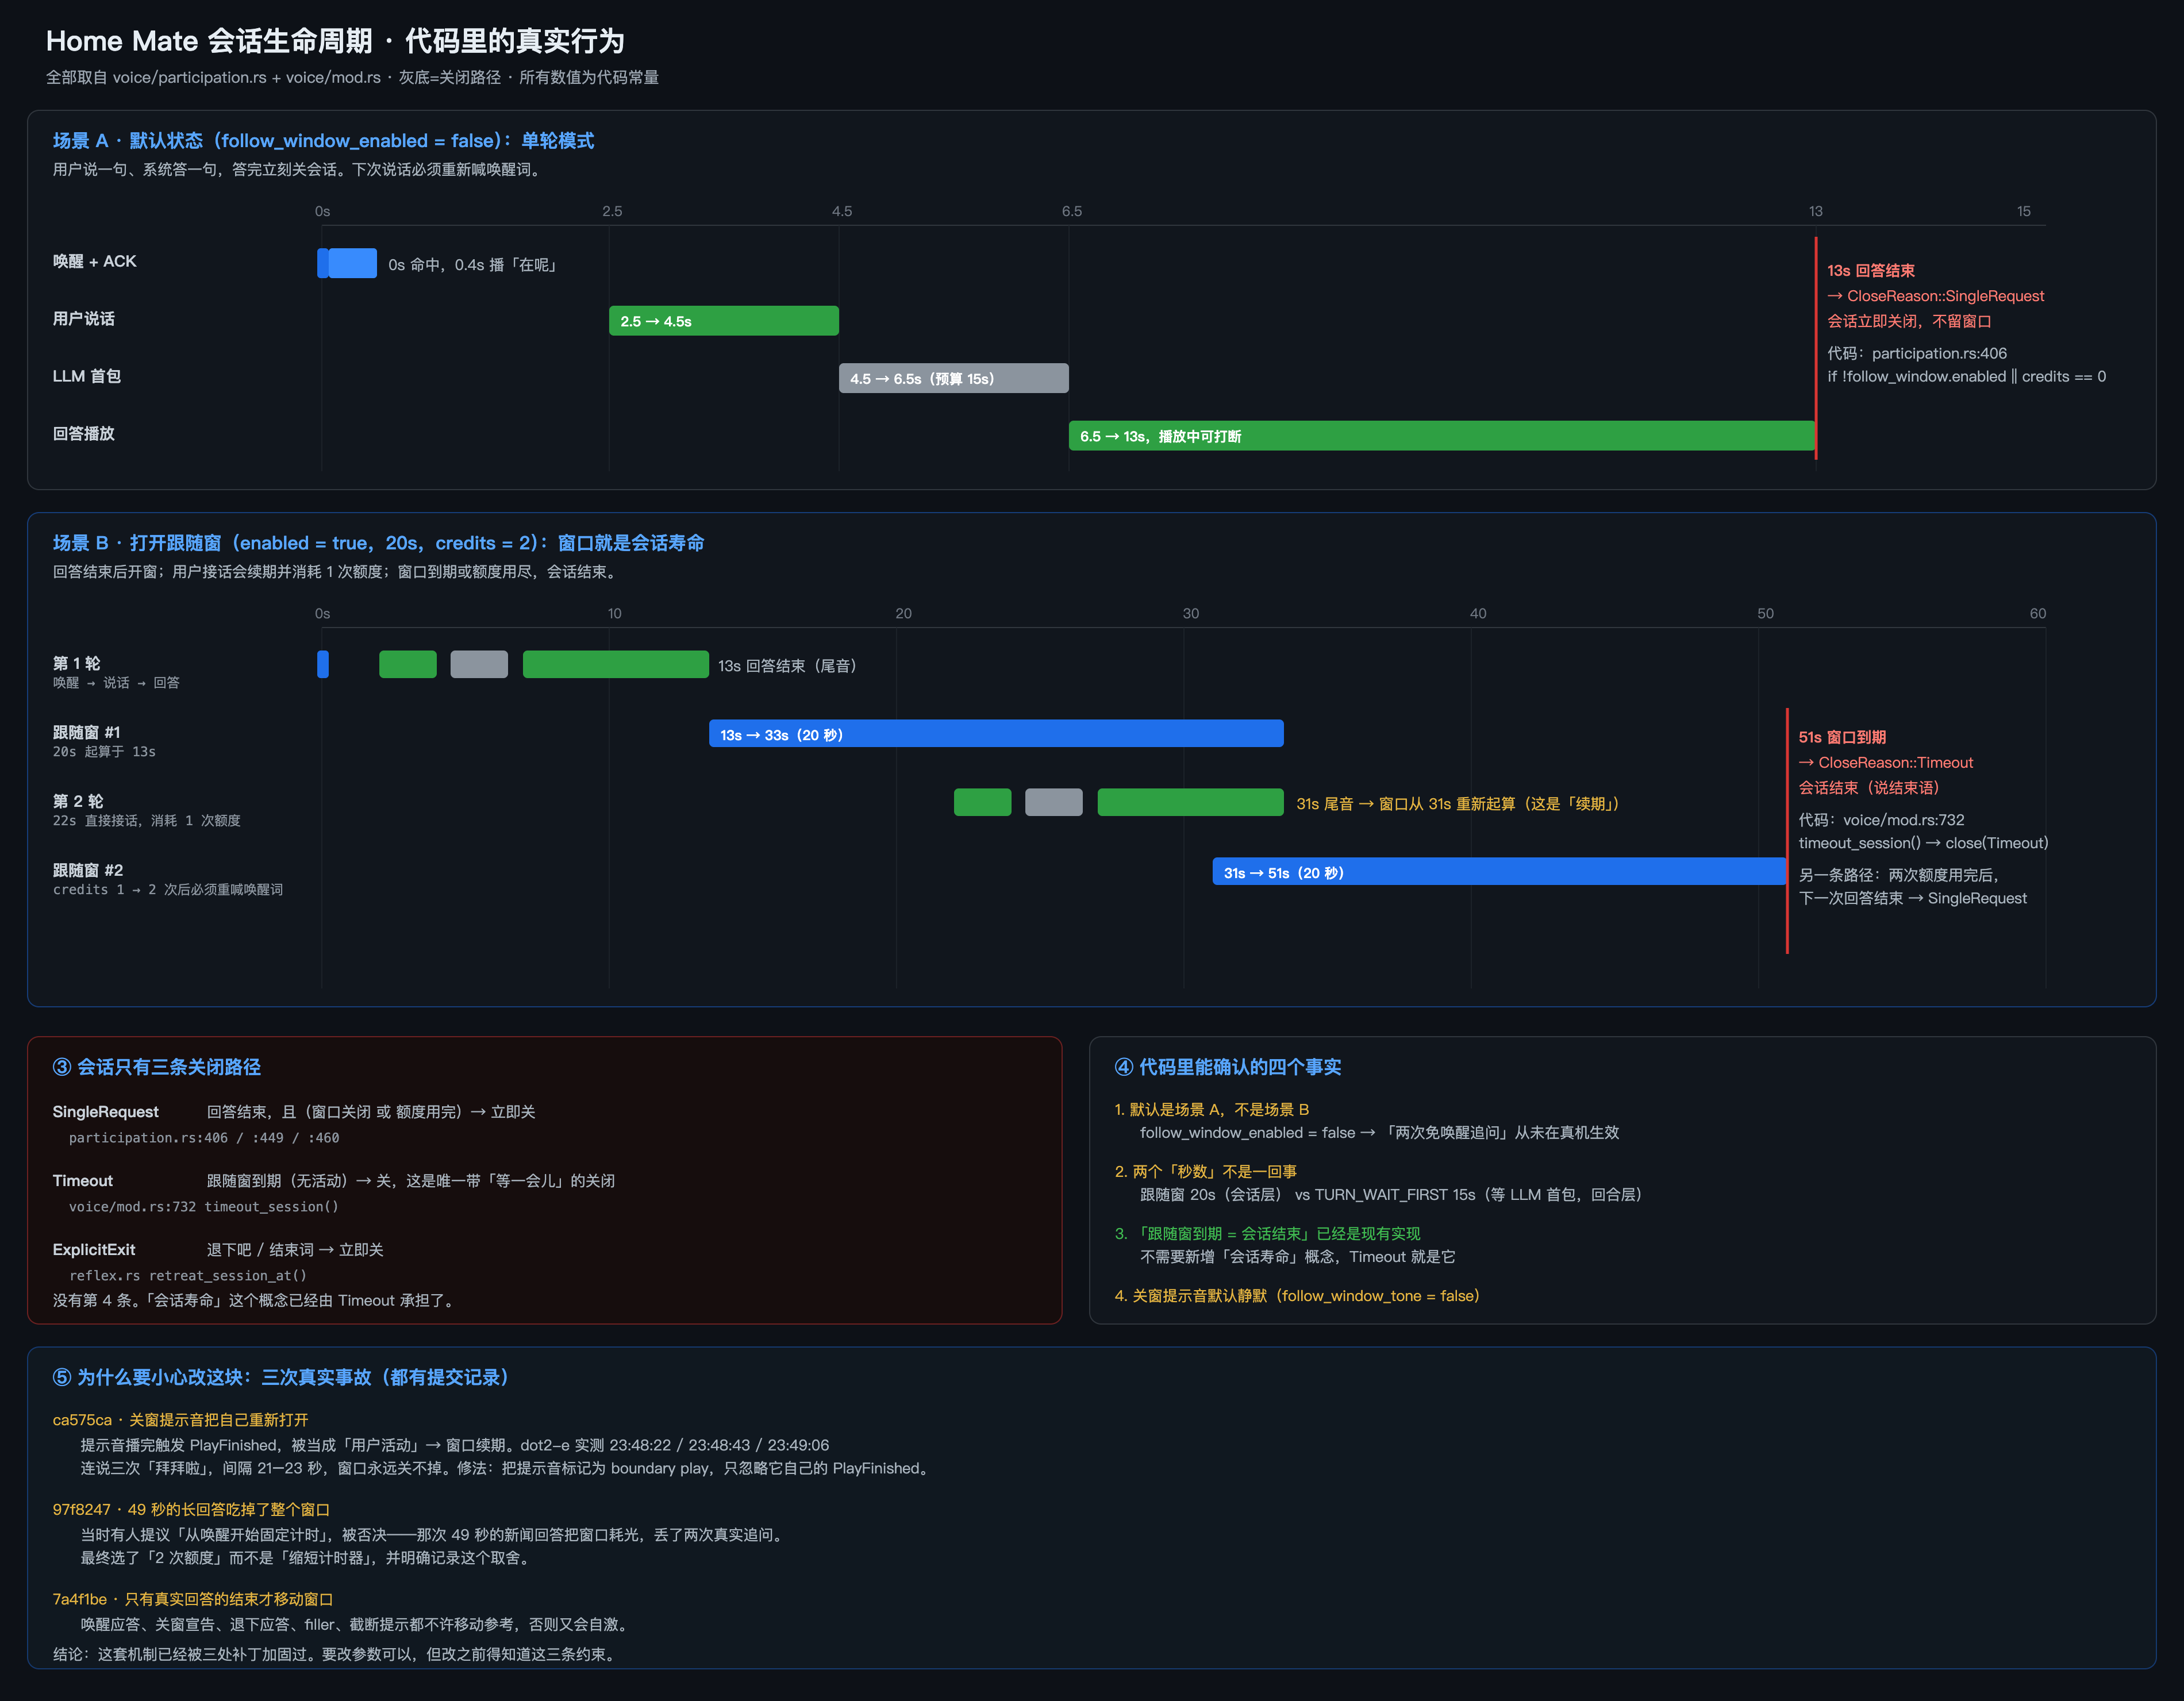 Home Mate 会话生命周期 · 代码里的真实行为
全部取自 voice/participation.rs + voice/mod.rs · 灰底=关闭路径 · 所有数值为代码常量
场景 A · 默认状态（follow_window_enabled = false）：单轮模式
用户说一句、系统答一句，答完立刻关会话。下次说话必须重新喊唤醒词。
0s 2.5 4.5 6.5 13 15
唤醒 + ACK
0s 命中，0.4s 播「在呢」
用户说话
2.5 → 4.5s
LLM 首包
4.5 → 6.5s（预算 15s）
回答播放
6.5 → 13s，播放中可打断
13s 回答结束
→ CloseReason::SingleRequest
会话立即关闭，不留窗口
代码：participation.rs:406
if !follow_window.enabled || credits == 0
场景 B · 打开跟随窗（enabled = true，20s，credits = 2）：窗口就是会话寿命
回答结束后开窗；用户接话会续期并消耗 1 次额度；窗口到期或额度用尽，会话结束。
0s 10 20 30 40 50 60
第 1 轮
唤醒 → 说话 → 回答
13s 回答结束（尾音）
跟随窗 #1
20s 起算于 13s
13s → 33s（20 秒）
第 2 轮
22s 直接接话，消耗 1 次额度
31s 尾音 → 窗口从 31s 重新起算（这是「续期」）
跟随窗 #2
credits 1 → 2 次后必须重喊唤醒词
31s → 51s（20 秒）
51s 窗口到期
→ CloseReason::Timeout
会话结束（说结束语）
代码：voice/mod.rs:732
timeout_session() → close(Timeout)
另一条路径：两次额度用完后，
下一次回答结束 → SingleRequest
③ 会话只有三条关闭路径
SingleRequest 回答结束，且（窗口关闭 或 额度用完）→ 立即关
participation.rs:406 / :449 / :460
Timeout 跟随窗到期（无活动）→ 关，这是唯一带「等一会儿」的关闭
voice/mod.rs:732 timeout_session()
ExplicitExit 退下吧 / 结束词 → 立即关
reflex.rs retreat_session_at()
没有第 4 条。「会话寿命」这个概念已经由 Timeout 承担了。
④ 代码里能确认的四个事实
1. 默认是场景 A，不是场景 B
follow_window_enabled = false → 「两次免唤醒追问」从未在真机生效
2. 两个「秒数」不是一回事
跟随窗 20s（会话层） vs TURN_WAIT_FIRST 15s（等 LLM 首包，回合层）
3. 「跟随窗到期 = 会话结束」已经是现有实现
不需要新增「会话寿命」概念，Timeout 就是它
4. 关窗提示音默认静默（follow_window_tone = false）
⑤ 为什么要小心改这块：三次真实事故（都有提交记录）
ca575ca · 关窗提示音把自己重新打开
提示音播完触发 PlayFinished，被当成「用户活动」→ 窗口续期。dot2-e 实测 23:48:22 / 23:48:43 / 23:49:06
连说三次「拜拜啦」，间隔 21—23 秒，窗口永远关不掉。修法：把提示音标记为 boundary play，只忽略它自己的 PlayFinished。
97f8247 · 49 秒的长回答吃掉了整个窗口
当时有人提议「从唤醒开始固定计时」，被否决——那次 49 秒的新闻回答把窗口耗光，丢了两次真实追问。
最终选了「2 次额度」而不是「缩短计时器」，并明确记录这个取舍。
7a4f1be · 只有真实回答的结束才移动窗口
唤醒应答、关窗宣告、退下应答、filler、截断提示都不许移动参考，否则又会自激。
结论：这套机制已经被三处补丁加固过。要改参数可以，但改之前得知道这三条约束。